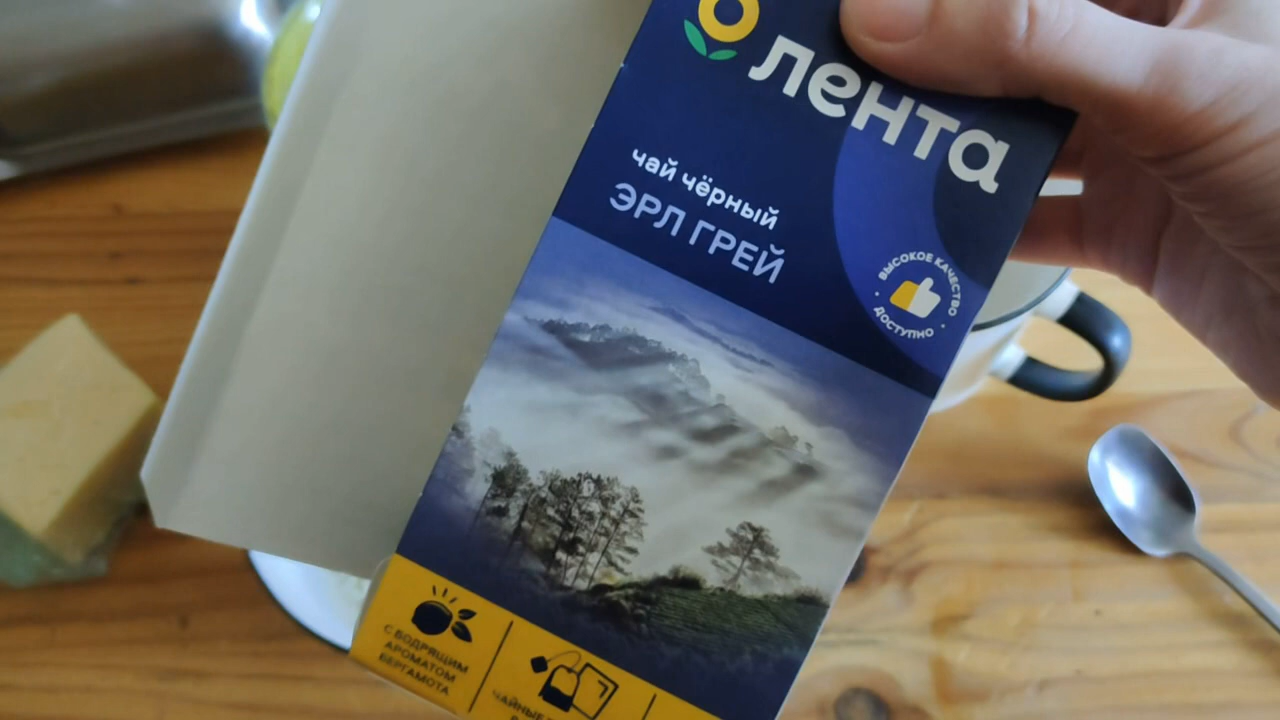 лента
чай чёрный
ЭРЛ ГРЕЙ
ВЫСОКОЕ КАЧЕСТВО
• ДОСТУПНО •
С БОДРЯЩИМ
АРОМАТОМ
БЕРГАМОТА